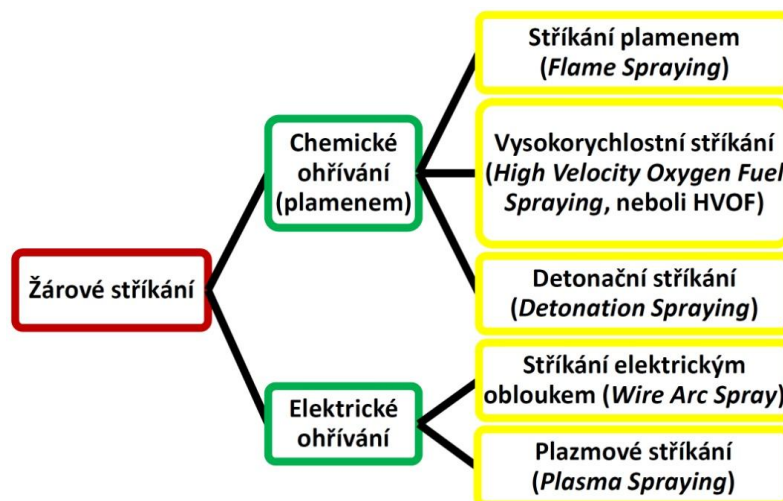 Stříkání plamenem
(Flame Spraying)
Chemické
ohřívání
(plamenem)
Vysokorychlostní stříkání
(High Velocity Oxygen Fuel
Spraying, neboli HVOF)
Žárové stříkání
Detonační stříkání
(Detonation Spraying)
Stříkání elektrickým
obloukem (Wire Arc Spray)
Elektrické
ohřívání
Plazmové stříkání
(Plasma Spraying)